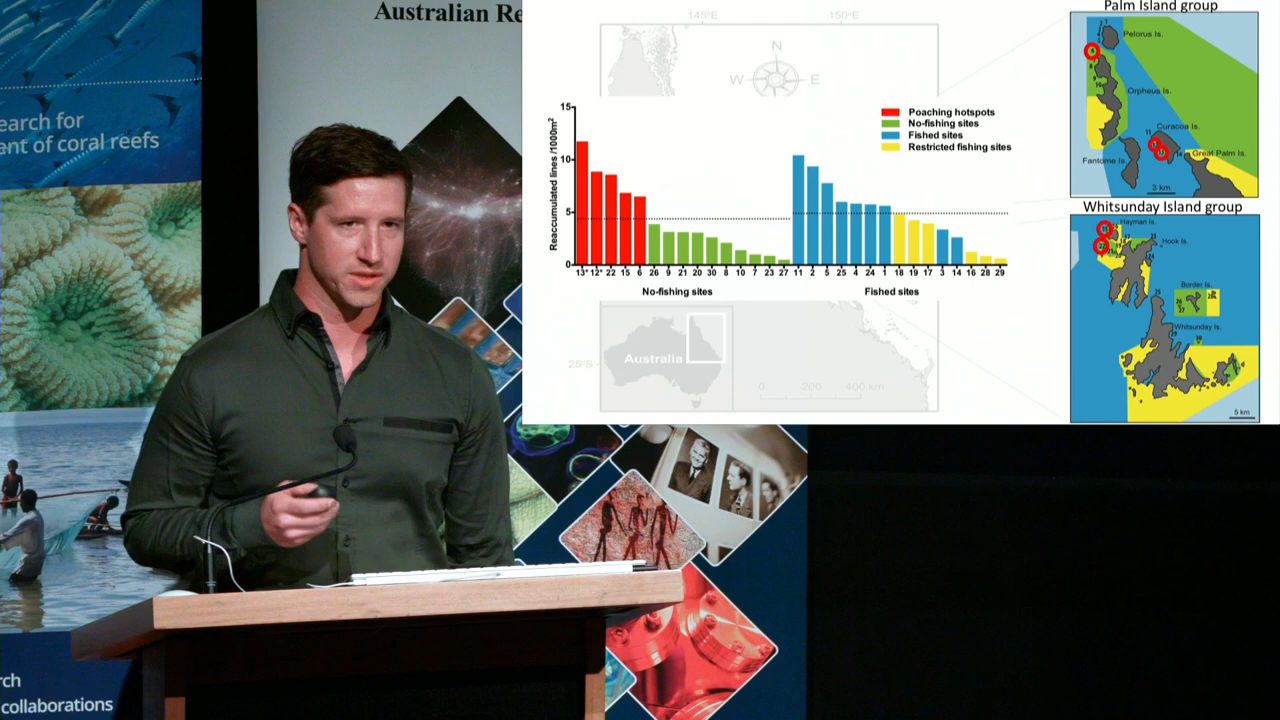 Australian Re
earch for
ent of coral reefs
rch
collaborations
145°E
150°E
N
W
E
25°S
Australia
0 200 400 km
Reaccumulated lines /1000m²
15
10
5
0
Poaching hotspots
No-fishing sites
Fished sites
Restricted fishing sites
13* 12* 22 15 6 26 9 21 20 30 8 10 7 23 27
11 2 5 25 4 24 1 18 19 17 3 14 16 28 29
No-fishing sites
Fished sites
Palm Island group
Pelorus Is.
Orpheus Is.
Curacoa Is.
Fantome Is.
Great Palm Is.
3 km
Whitsunday Island group
Hayman Is.
Hook Is.
Border Is.
Whitsunday Is.
5 km